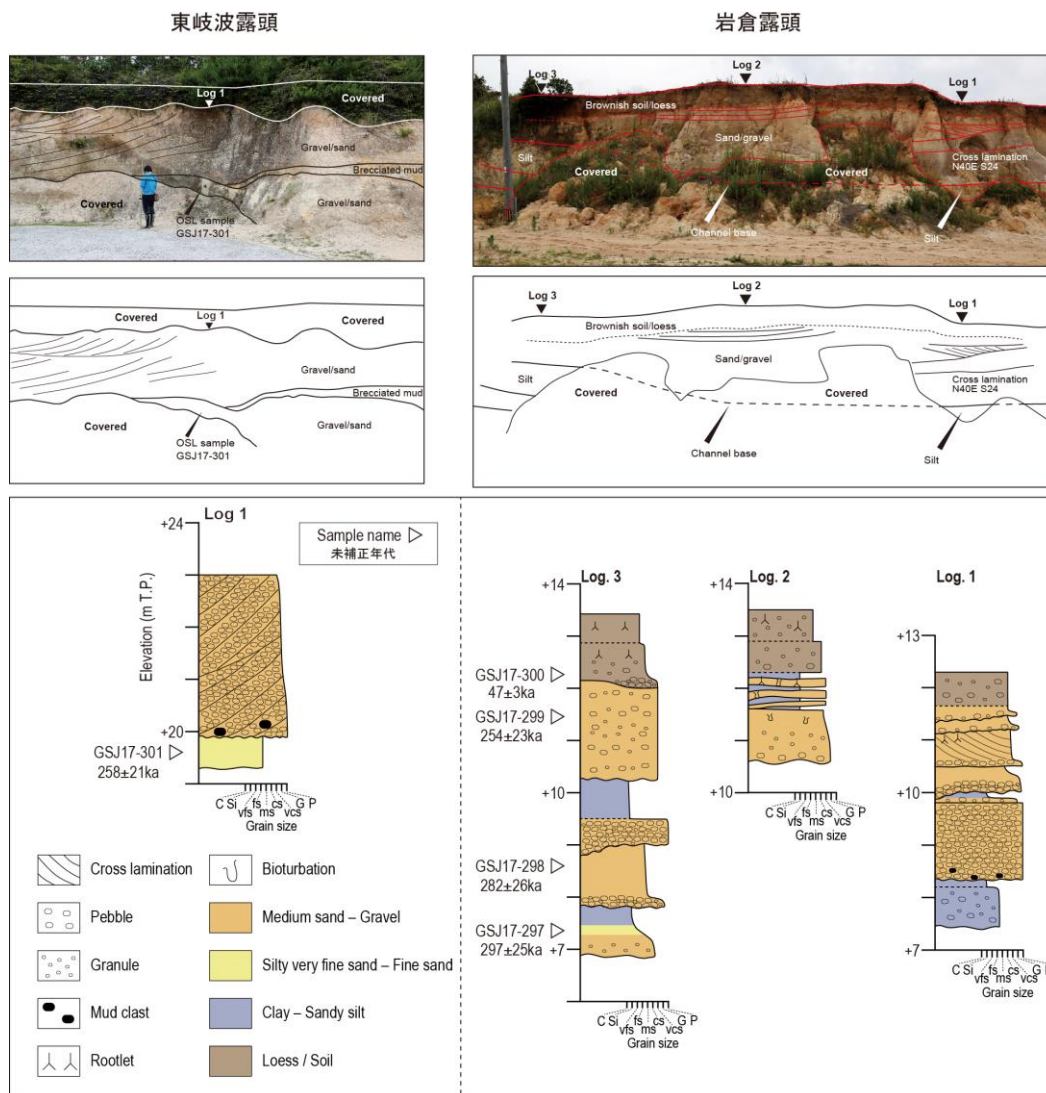 東岐波露頭
岩倉露頭
Log 1
Covered
Gravel/sand
Brecciated mud
Covered
Gravel/sand
OSL sample
GSJ17-301
Log 3
Log 2
Log 1
Brownish soil/loess
Sand/gravel
Silt
Covered
Covered
Cross lamination
N40E S24
Channel base
Silt
Covered
Log 1
Covered
Gravel/sand
Brecciated mud
Covered
Gravel/sand
OSL sample
GSJ17-301
Log 3
Log 2
Log 1
Brownish soil/loess
Sand/gravel
Silt
Covered
Covered
Cross lamination
N40E S24
Channel base
Silt
Log 1
+24
Sample name
未補正年代
Elevation (m T.P.)
+20
GSJ17-301
258±21ka
C Si fs cs G P
vfs ms vcs
Grain size
Cross lamination
Bioturbation
Pebble
Medium sand – Gravel
Granule
Silty very fine sand – Fine sand
Mud clast
Clay – Sandy silt
Rootlet
Loess / Soil
+14
Log. 3
GSJ17-300
47±3ka
GSJ17-299
254±23ka
+10
GSJ17-298
282±26ka
GSJ17-297
297±25ka
+7
C Si fs cs G P
vfs ms vcs
Grain size
+14
Log. 2
+10
C Si fs cs G P
vfs ms vcs
Grain size
Log. 1
+13
+10
+7
C Si fs cs G
vfs ms vcs
Grain size